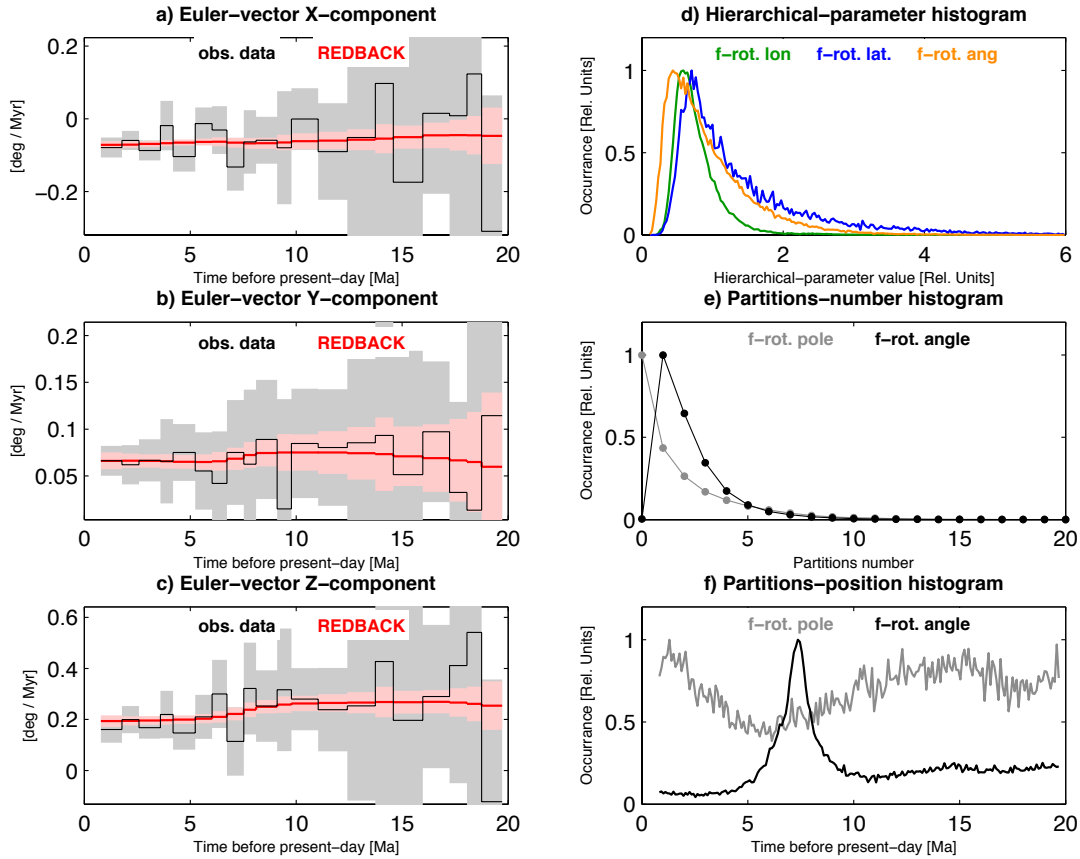 a) Euler−vector X−component
obs. data REDBACK
[deg / Myr]
0.2
0
−0.2
0 5 10 15 20
Time before present−day [Ma]
b) Euler−vector Y−component
obs. data REDBACK
[deg / Myr]
0.2
0.15
0.1
0.05
0 5 10 15 20
Time before present−day [Ma]
c) Euler−vector Z−component
obs. data REDBACK
[deg / Myr]
0.6
0.4
0.2
0
0 5 10 15 20
Time before present−day [Ma]
d) Hierarchical−parameter histogram
f−rot. lon f−rot. lat. f−rot. ang
Occurrance [Rel. Units]
1
0.5
0
0 2 4 6
Hierarchical−parameter value [Rel. Units]
e) Partitions−number histogram
f−rot. pole f−rot. angle
Occurrance [Rel. Units]
1
0.5
0
0 5 10 15 20
Partitions number
f) Partitions−position histogram
f−rot. pole f−rot. angle
Occurrance [Rel. Units]
1
0.5
0
0 5 10 15 20
Time before present−day [Ma]